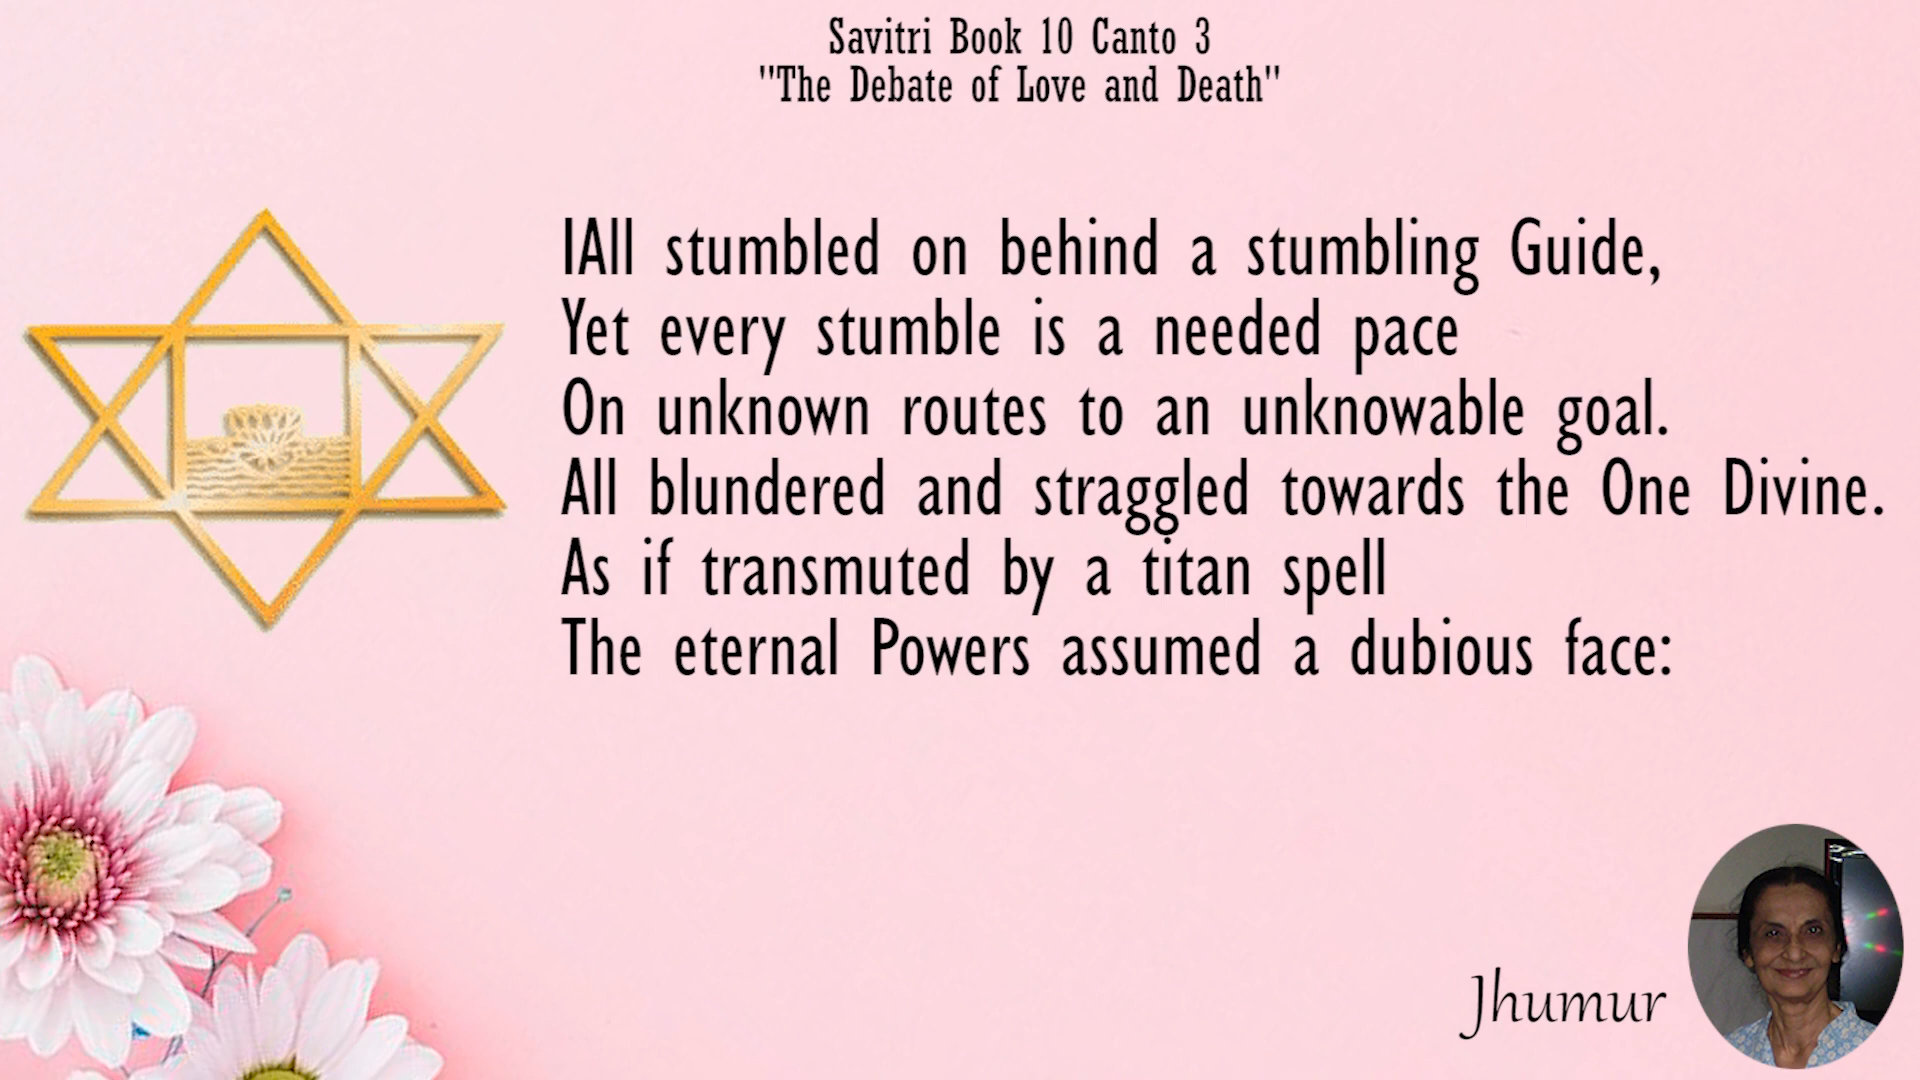 Savitri Book 10 Canto 3
"The Debate of Love and Death"
IAll stumbled on behind a stumbling Guide,
Yet every stumble is a needed pace
On unknown routes to an unknowable goal.
All blundered and straggled towards the One Divine.
As if transmuted by a titan spell
The eternal Powers assumed a dubious face:
Jhumur